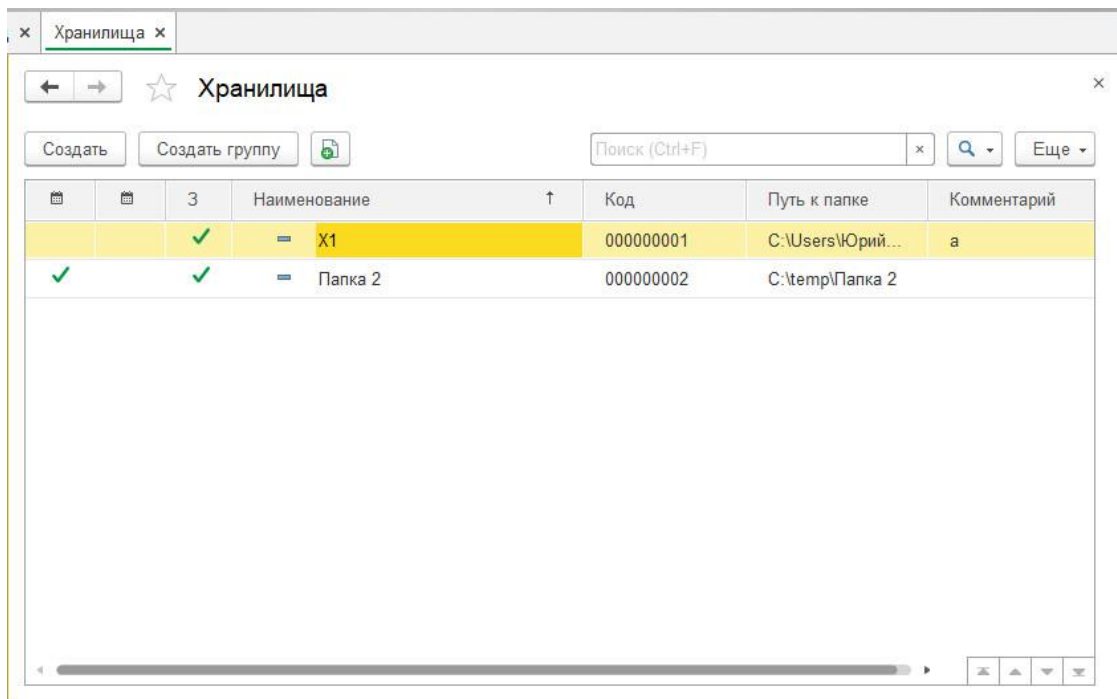 Хранилища
Хранилища
Создать Создать группу Поиск (Ctrl+F) Еще
З Наименование Код Путь к папке Комментарий
Х1 000000001 C:\Users\Юрий... а
Папка 2 000000002 C:\temp\Папка 2